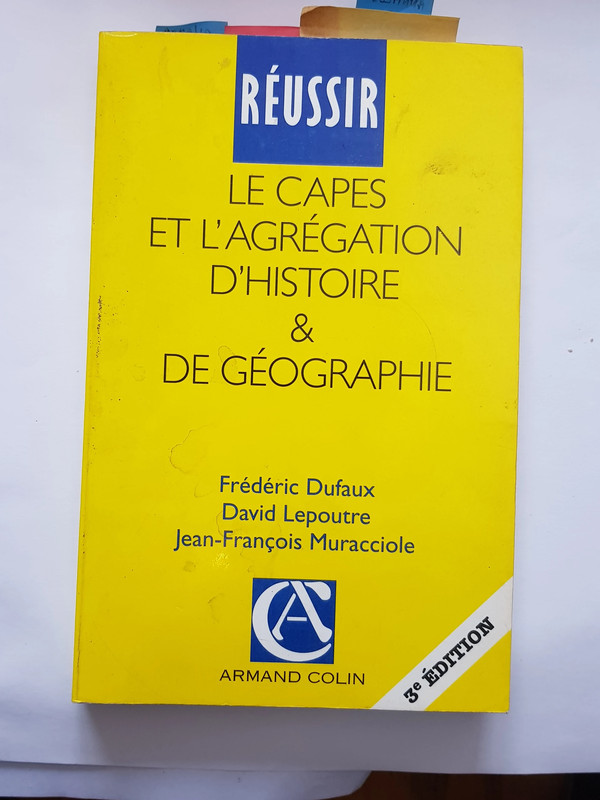 RÉUSSIR
LE CAPES
ET L'AGRÉGATION
D'HISTOIRE
&
DE GÉOGRAPHIE
Frédéric Dufaux
David Lepoutre
Jean-François Muracciole
AC
ARMAND COLIN
3e ÉDITION